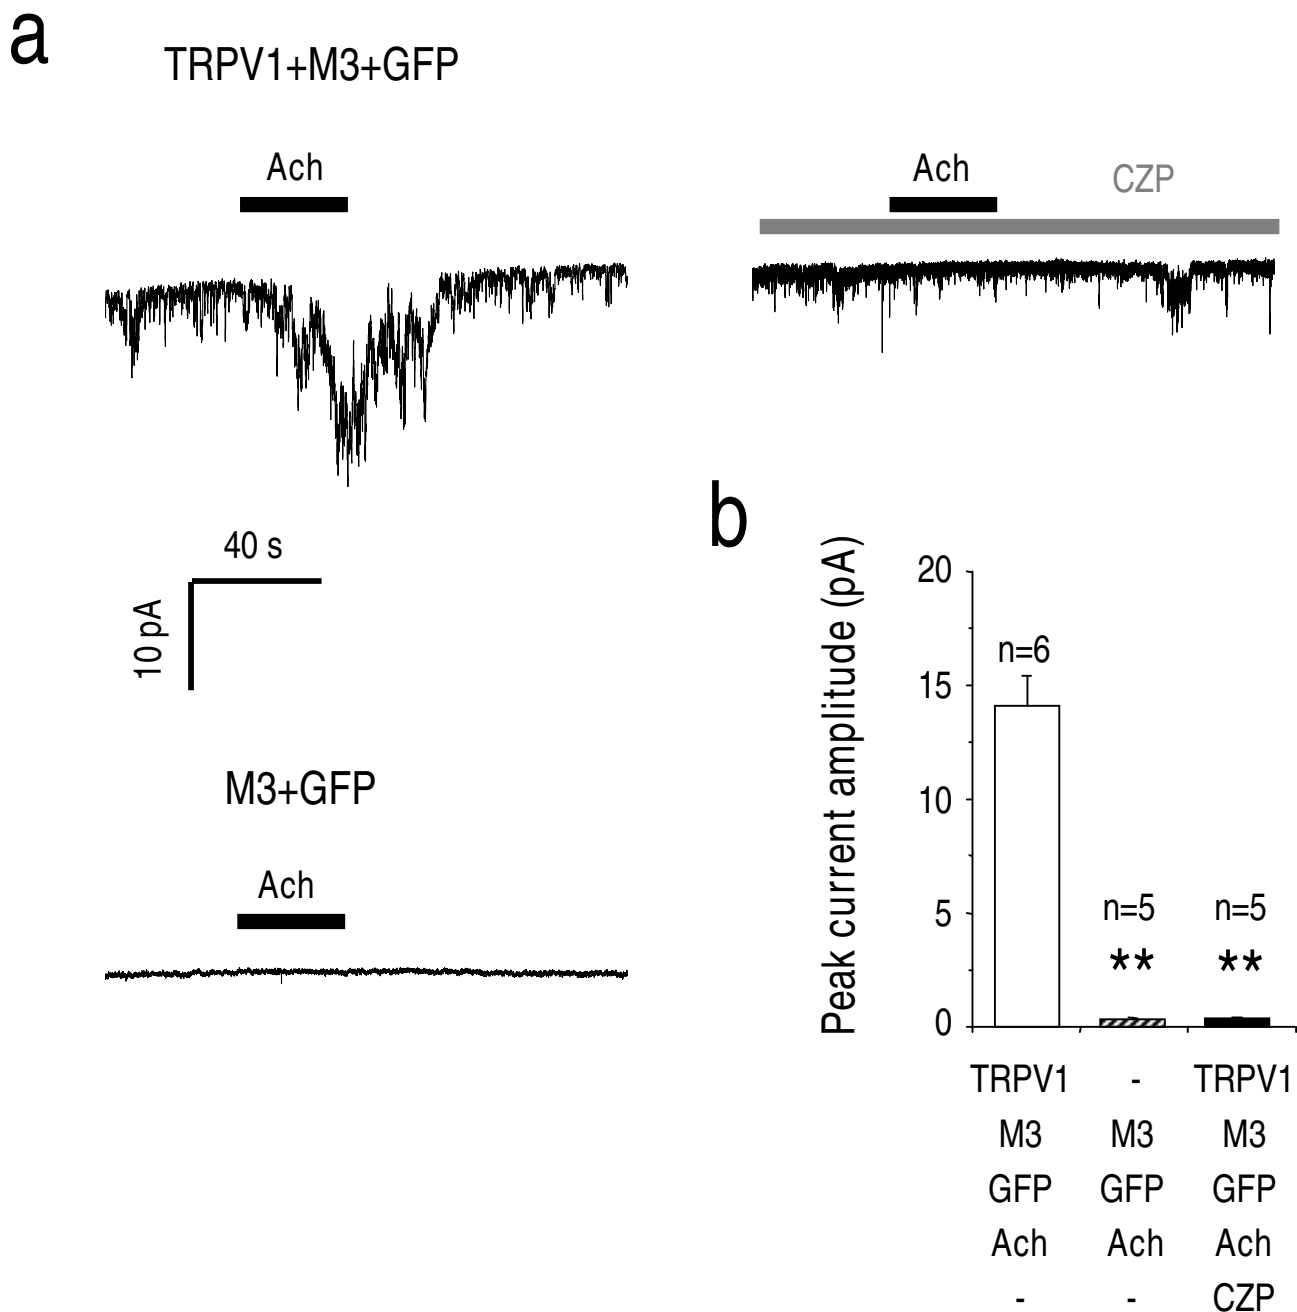 a
TRPV1+M3+GFP
Ach
Ach
CZP
40 s
10 pA
M3+GFP
Ach
b
Peak current amplitude (pA)
20
15
10
5
0
n=6
n=5
n=5
**
**
TRPV1 - TRPV1
M3 M3 M3
GFP GFP GFP
Ach Ach Ach
- - CZP